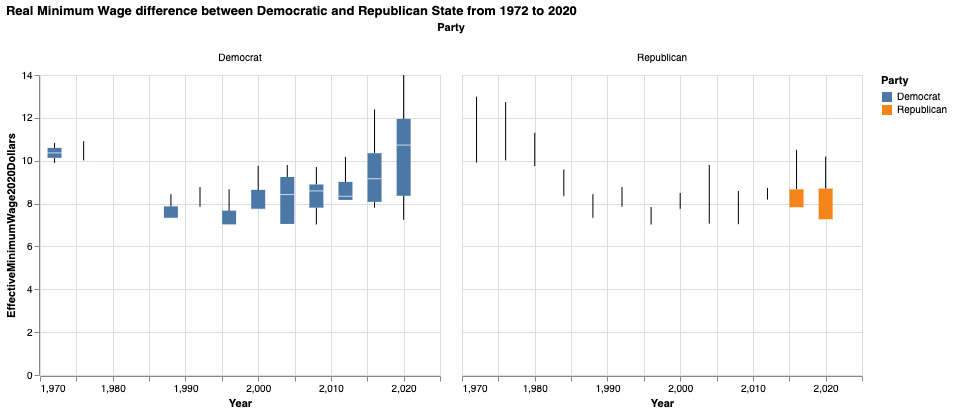 Real Minimum Wage difference between Democratic and Republican State from 1972 to 2020
Party
Democrat
Republican
EffectiveMinimumWage2020Dollars
14
12
10
8
6
4
2
0
1,970 1,980 1,990 2,000 2,010 2,020
Year
1,970 1,980 1,990 2,000 2,010 2,020
Year
Party
Democrat
Republican